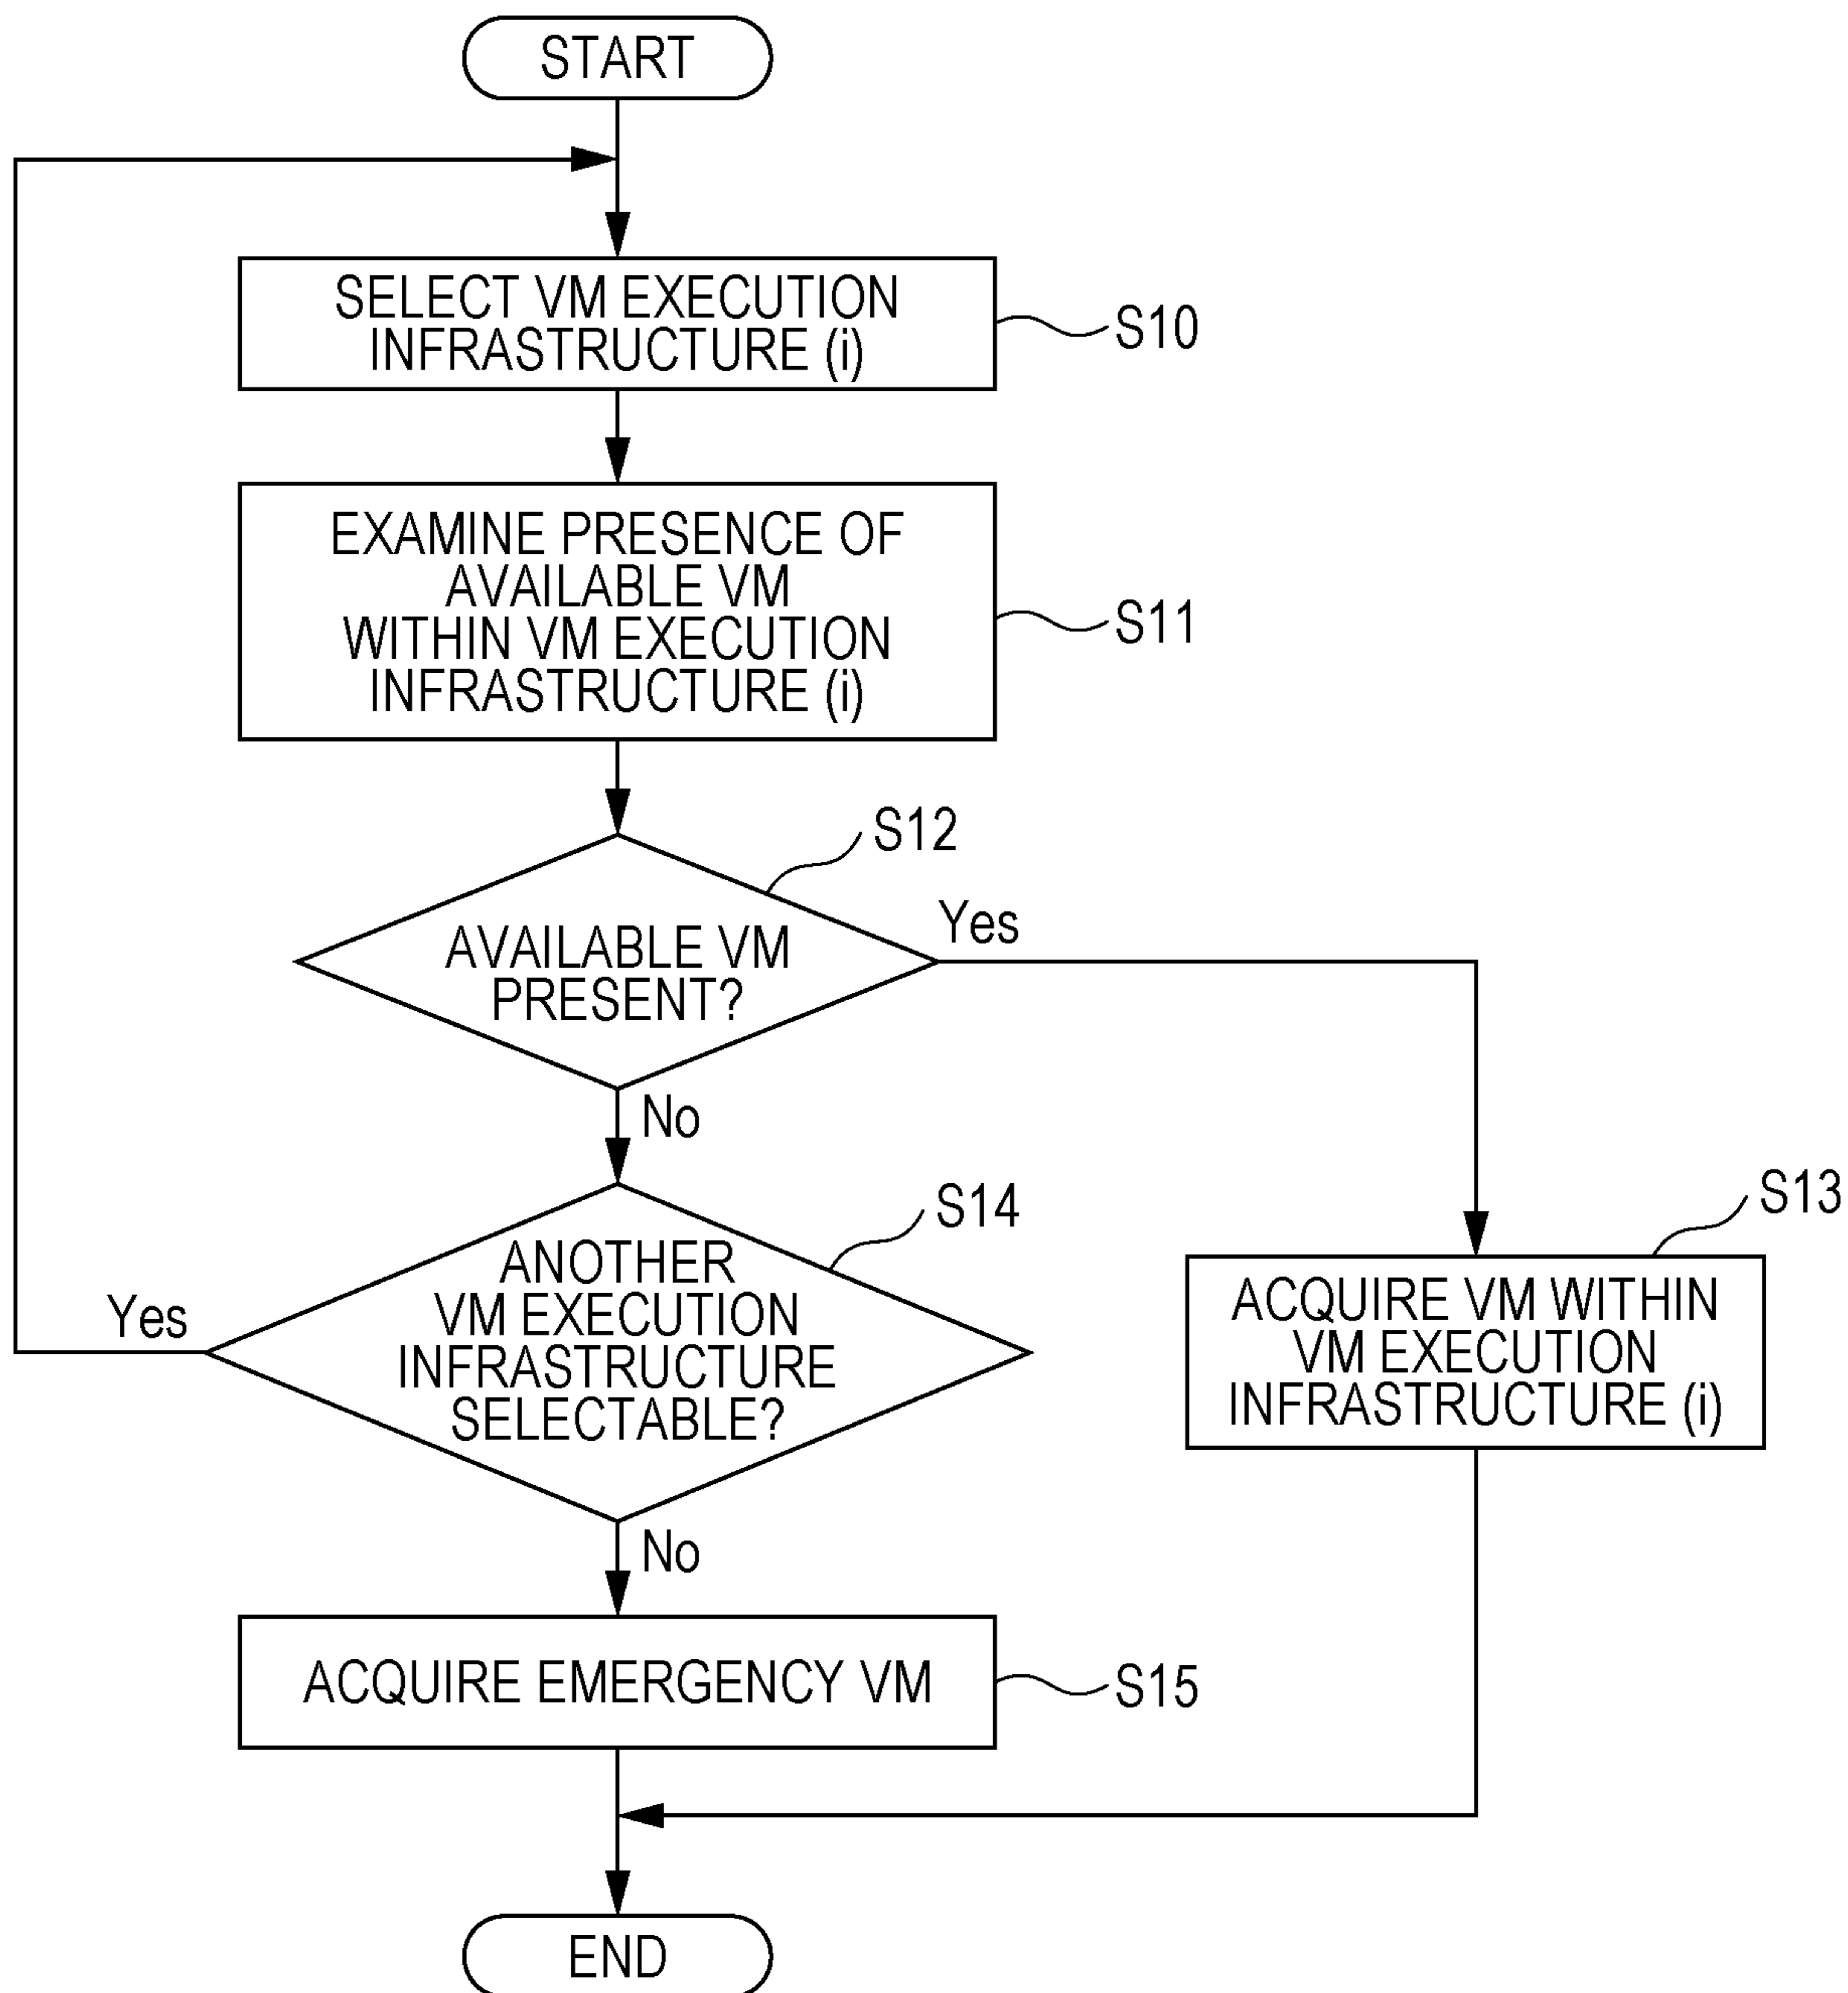 START
SELECT VM EXECUTION
INFRASTRUCTURE (i)
S10
EXAMINE PRESENCE OF
AVAILABLE VM
WITHIN VM EXECUTION
INFRASTRUCTURE (i)
S11
S12
AVAILABLE VM
PRESENT?
Yes
No
S14
ANOTHER
VM EXECUTION
INFRASTRUCTURE
SELECTABLE?
Yes
No
S13
ACQUIRE VM WITHIN
VM EXECUTION
INFRASTRUCTURE (i)
ACQUIRE EMERGENCY VM
S15
END